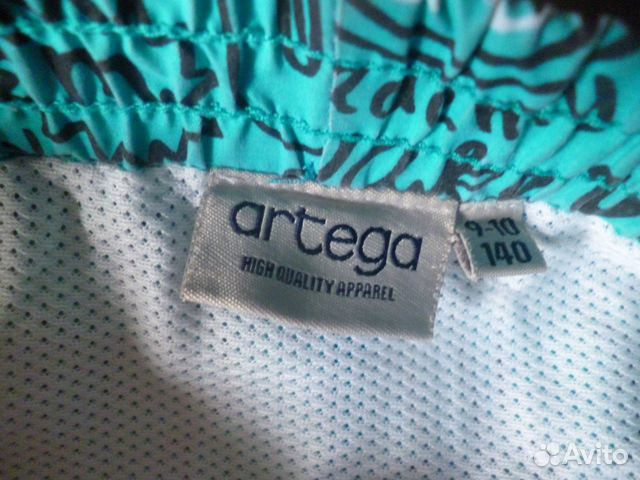 artega
HIGH QUALITY APPAREL
9-10
140
Avito